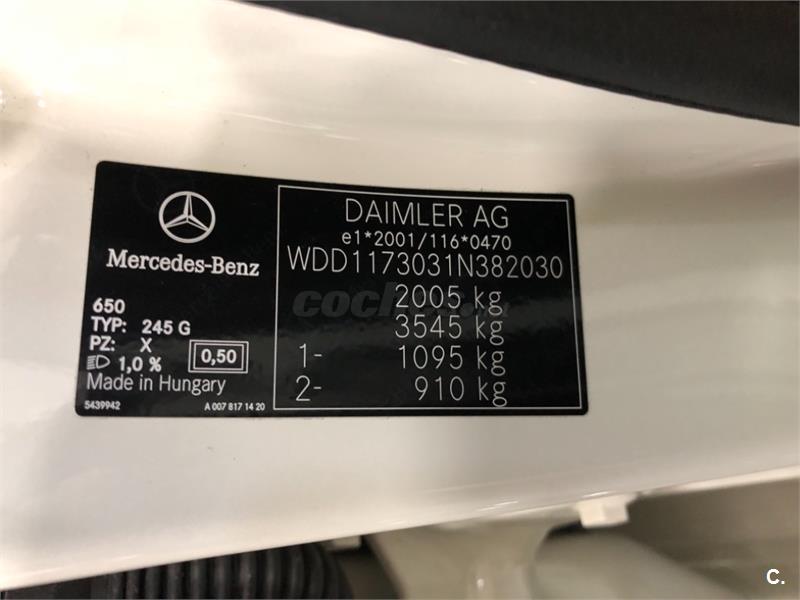 Mercedes-Benz
650
TYP: 245 G
PZ: X
1,0 %
0,50
Made in Hungary
5439942
A 007 817 14 20
DAIMLER AG
e1*2001/116*0470
WDD1173031N382030
2005 kg
3545 kg
1- 1095 kg
2- 910 kg
C.